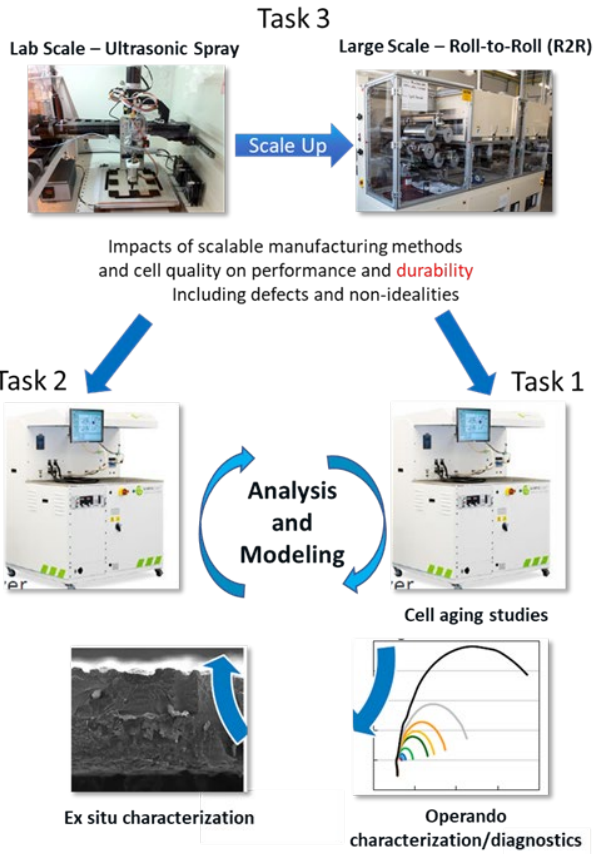 Task 3
Lab Scale – Ultrasonic Spray
Large Scale – Roll-to-Roll (R2R)
Scale Up
Impacts of scalable manufacturing methods
and cell quality on performance and durability
Including defects and non-idealities
Task 2
Task 1
Analysis
and
Modeling
er
er
Cell aging studies
Ex situ characterization
Operando
characterization/diagnostics